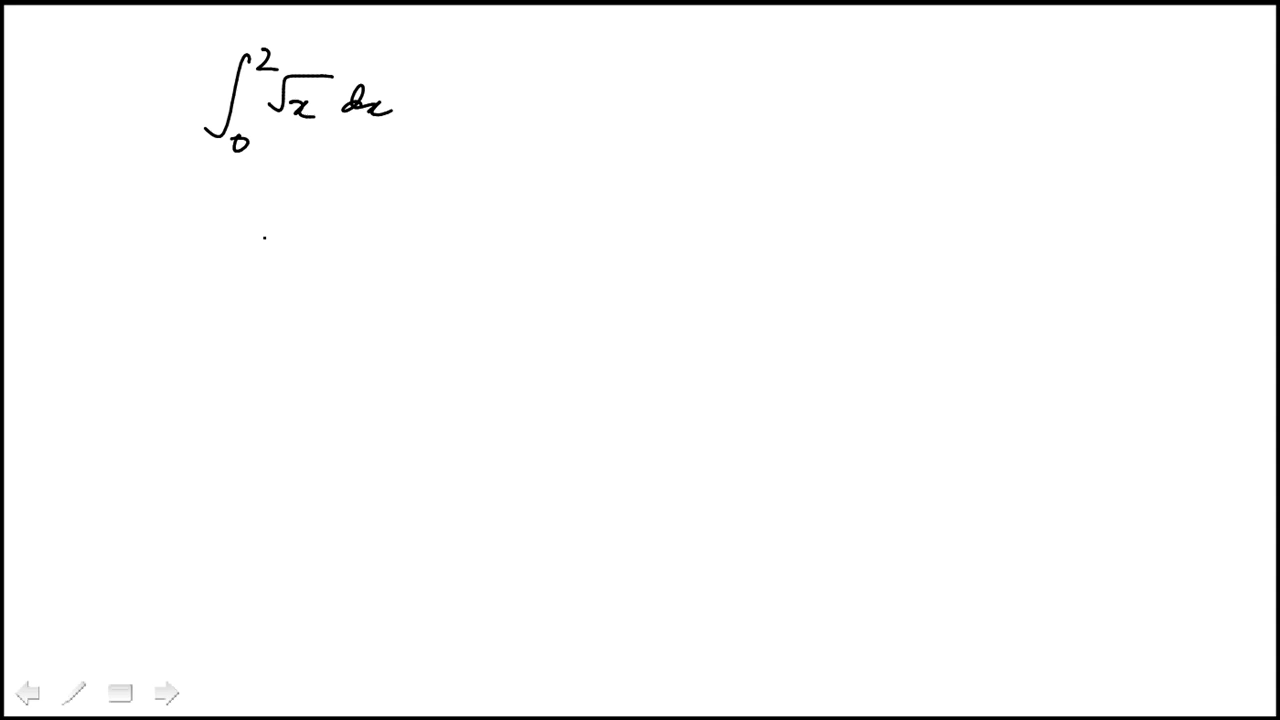 ∫₀² √x dx